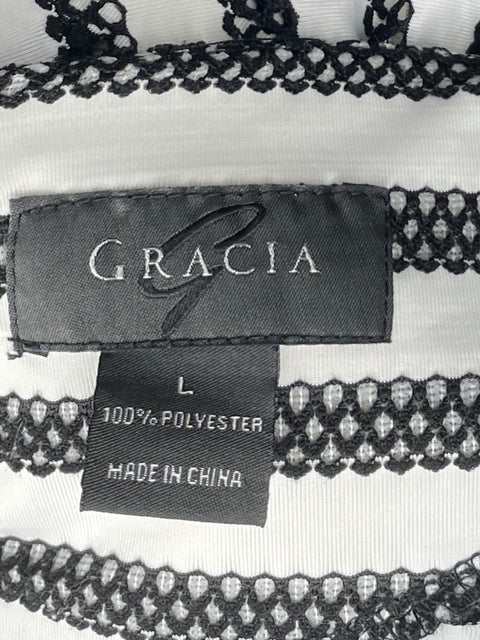 GRACIA
L
100% POLYESTER
MADE IN CHINA